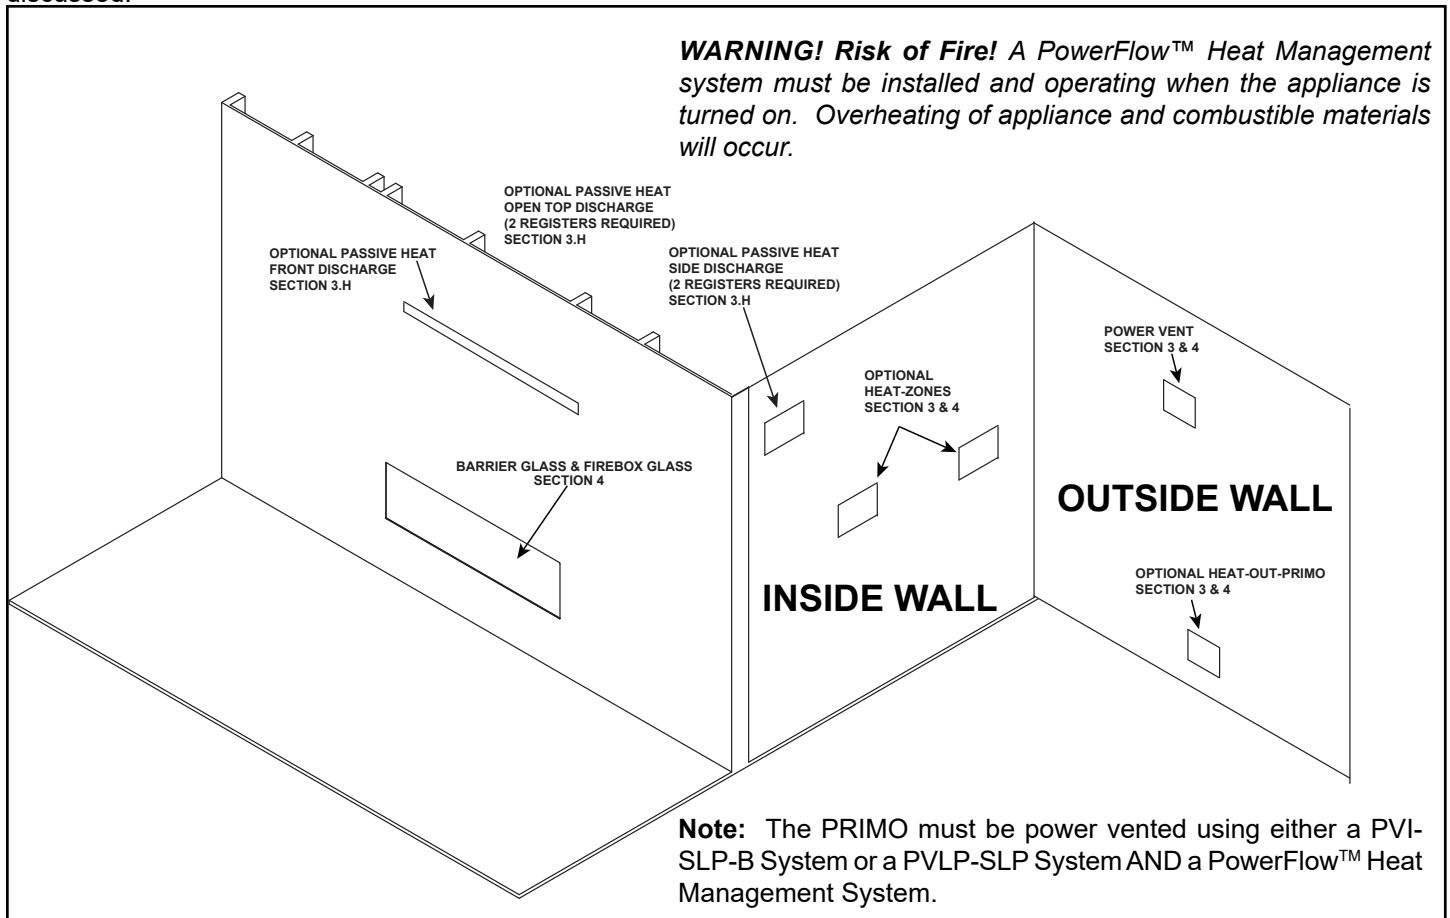 discussed.
WARNING! Risk of Fire! A PowerFlow™ Heat Management
system must be installed and operating when the appliance is
turned on. Overheating of appliance and combustible materials
will occur.
OPTIONAL PASSIVE HEAT
OPEN TOP DISCHARGE
(2 REGISTERS REQUIRED)
SECTION 3.H
OPTIONAL PASSIVE HEAT
FRONT DISCHARGE
SECTION 3.H
OPTIONAL PASSIVE HEAT
SIDE DISCHARGE
(2 REGISTERS REQUIRED)
SECTION 3.H
POWER VENT
SECTION 3 & 4
OPTIONAL
HEAT-ZONES
SECTION 3 & 4
BARRIER GLASS & FIREBOX GLASS
SECTION 4
OUTSIDE WALL
INSIDE WALL
OPTIONAL HEAT-OUT-PRIMO
SECTION 3 & 4
Note: The PRIMO must be power vented using either a PVI-
SLP-B System or a PVLP-SLP System AND a PowerFlow™ Heat
Management System.